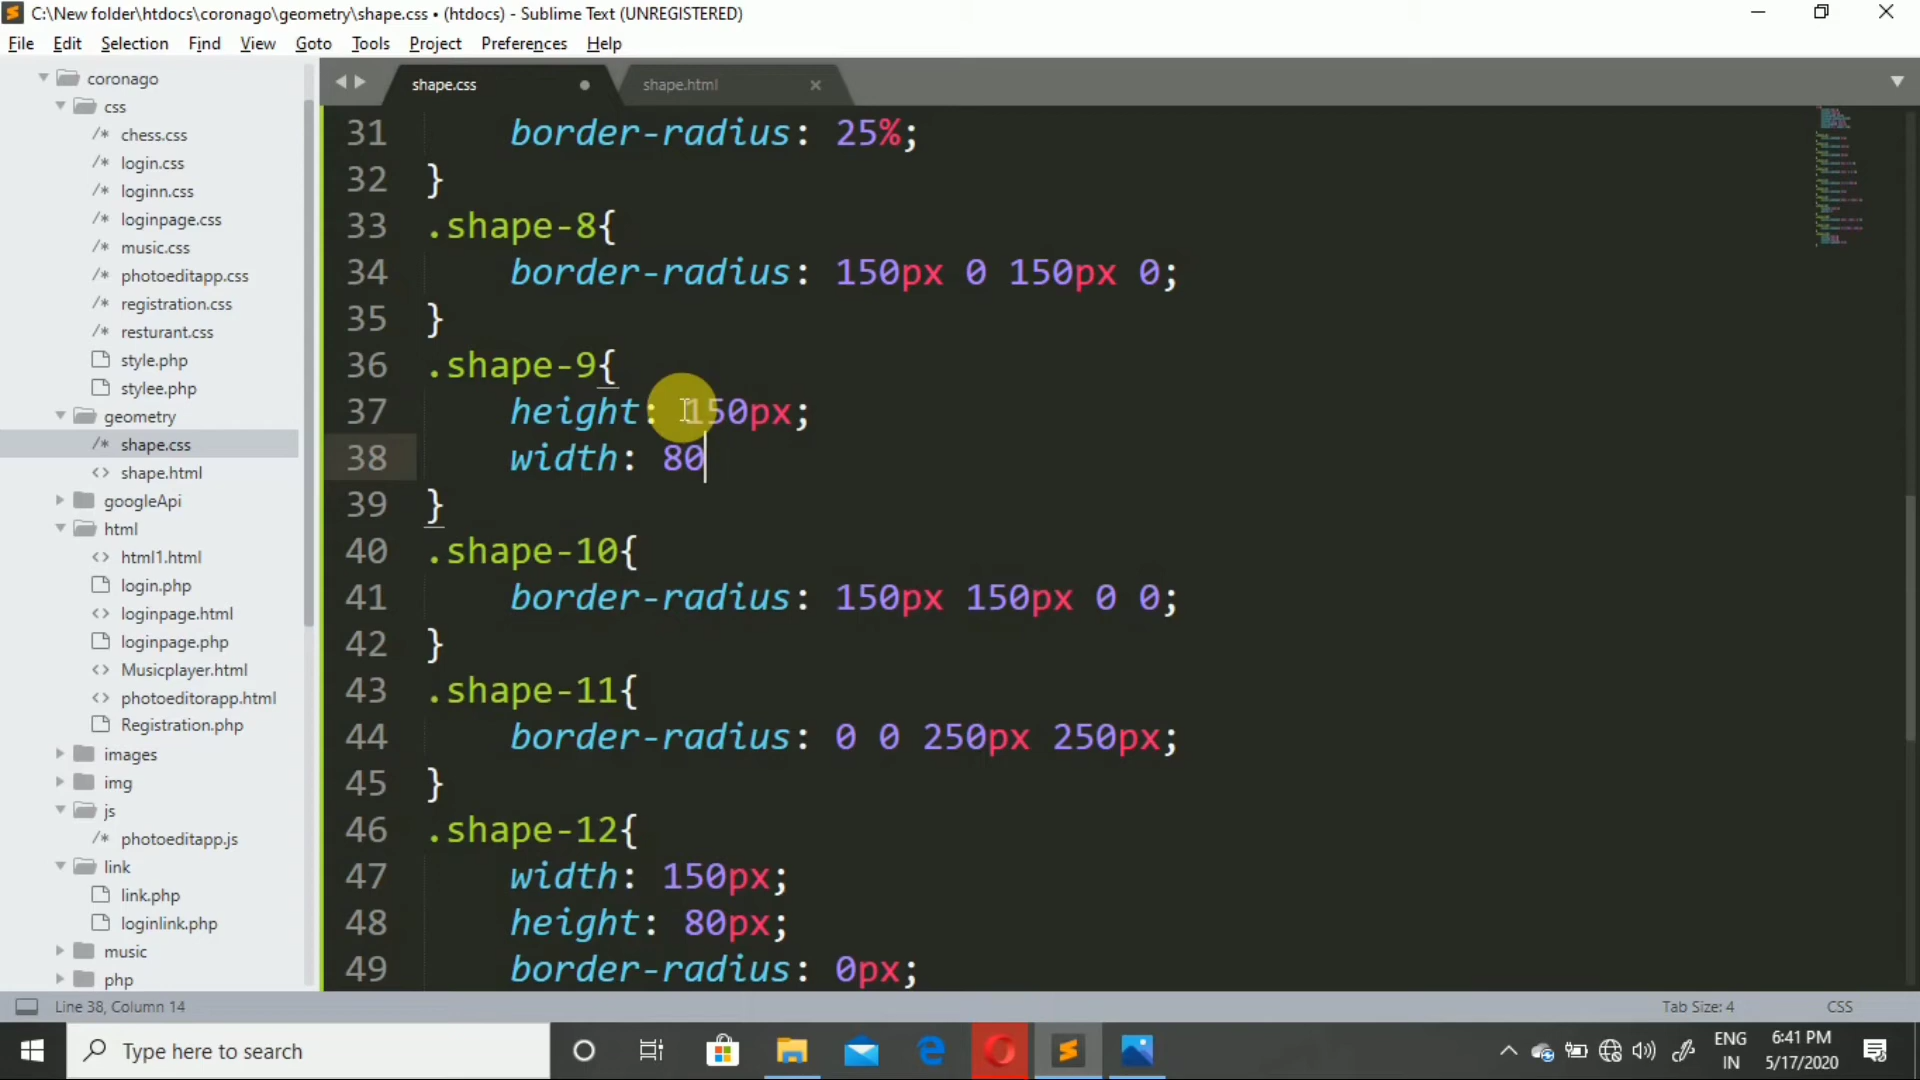 C:\New folder\htdocs\coronago\geometry\shape.css • (htdocs) - Sublime Text (UNREGISTERED)
File Edit Selection Find View Goto Tools Project Preferences Help
coronago
css
/* chess.css
/* login.css
/* loginn.css
/* loginpage.css
/* music.css
/* photoeditapp.css
/* registration.css
/* resturant.css
style.php
stylee.php
geometry
/* shape.css
<> shape.html
googleApi
html
<> html1.html
login.php
<> loginpage.html
loginpage.php
<> Musicplayer.html
<> photoeditorapp.html
Registration.php
images
img
js
/* photoeditapp.js
link
link.php
loginlink.php
music
php
shape.css shape.html
31 border-radius: 25%;
32 }
33 .shape-8{
34 border-radius: 150px 0 150px 0;
35 }
36 .shape-9{
37 height: 150px;
38 width: 80
39 }
40 .shape-10{
41 border-radius: 150px 150px 0 0;
42 }
43 .shape-11{
44 border-radius: 0 0 250px 250px;
45 }
46 .shape-12{
47 width: 150px;
48 height: 80px;
49 border-radius: 0px;
Line 38, Column 14 Tab Size: 4 CSS
Type here to search
ENG
IN
6:41 PM
5/17/2020